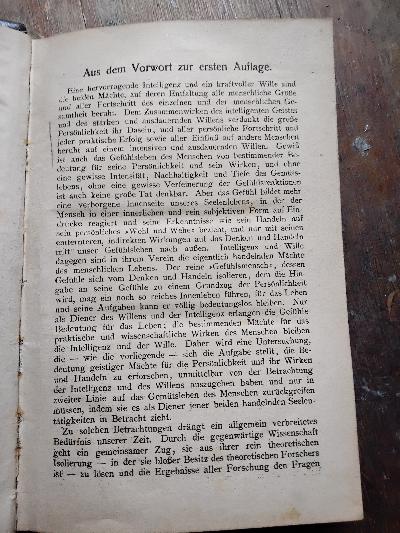 Aus dem Vorwort zur ersten Auflage.
Eine hervorragende Intelligenz und ein kraftvoller Wille sind
die beiden Mächte, auf deren Entfaltung alle menschliche Größe
und aller Fortschritt des einzelnen und der menschlichen Ge-
samtheit beruht. Dem Zusammenwirken des intelligenten Geistes
und des starken und ausdauernden Willens verdankt die große
Persönlichkeit ihr Dasein, und aller persönliche Fortschritt und
jeder praktische Erfolg sowie aller Einfluß auf andere Menschen
beruht auf einem intensiven und ausdauernden Willen. Gewiß
ist auch das Gefühlsleben des Menschen von bestimmender Be-
deutung für seine Persönlichkeit und sein Wirken, und ohne
eine gewisse Intensität, Nachhaltigkeit und Tiefe des Gemüts-
lebens, ohne eine gewisse Verfeinerung der Gefühlsreaktionen
ist auch keine große Tat denkbar. Aber das Gefühl bildet mehr
eine verborgene Innenseite unseres Seelenlebens, in der der
Mensch in einer innerlichen und rein subjektiven Form auf Ein-
drücke reagiert und seine Erkenntnisse wie sein Handeln auf
sein persönliches »Wohl und Wehe« bezieht, und nur mit seinen
entfernteren, indirekten Wirkungen auf das Denken und Handeln
tritt unser Gefühlsleben nach außen. Intelligenz und Wille
dagegen sind in ihrem Verein die eigentlich handelnden Mächte
des menschlichen Lebens. Der reine »Gefühlsmensch«, dessen
Gefühle sich vom Denken und Handeln isolieren, dem die Hin-
gabe an seine Gefühle zu einem Grundzug der Persönlichkeit
wird, mag ein noch so reiches Innenleben führen, für das Leben
und seine Aufgaben kann er völlig bedeutungslos bleiben. Nur
als Diener des Willens und der Intelligenz erlangen die Gefühle
Bedeutung für das Leben; die bestimmenden Mächte für das
praktische und wissenschaftliche Wirken des Menschen bleiben
die Intelligenz und der Wille. Daher wird eine Untersuchung,
die — wie die vorliegende — sich die Aufgabe stellt, die Be-
deutung geistiger Mächte für die Persönlichkeit und ihr Wirken
und Handeln zu erforschen, unmittelbar von der Betrachtung
der Intelligenz und des Willens auszugehen haben und nur in
zweiter Linie auf das Gemütsleben des Menschen zurückgreifen
müssen, indem sie es als Diener jener beiden handelnden Seelen-
tätigkeiten in Betracht zieht.
Zu solchen Betrachtungen drängt ein allgemein verbreitetes
Bedürfnis unserer Zeit. Durch die gegenwärtige Wissenschaft
geht ein gemeinsamer Zug, sie aus ihrer rein theoretischen
Isolierung — in der sie bloßer Besitz des theoretischen Forschers
ist — zu lösen und die Ergebnisse aller Forschung den Fragen